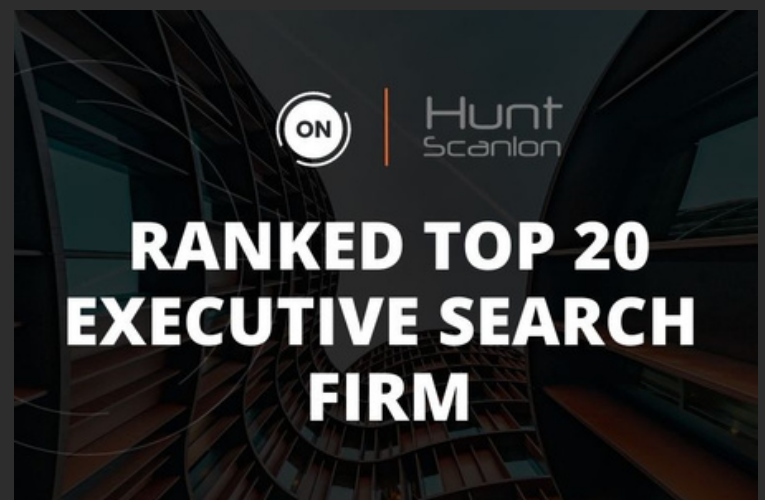 ON
Hunt
Scanlon
RANKED TOP 20
EXECUTIVE SEARCH
FIRM